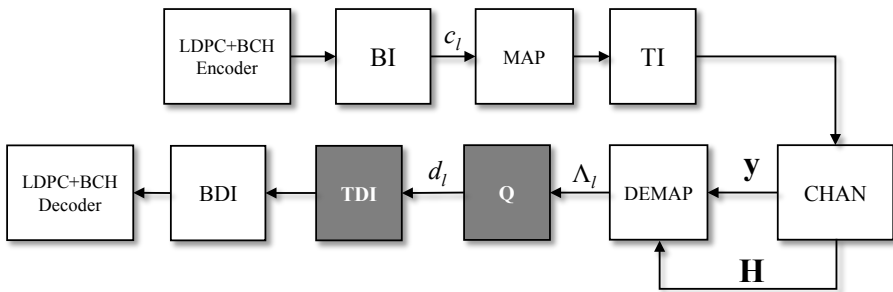 LDPC+BCH
Encoder
BI
c_l
MAP
TI
LDPC+BCH
Decoder
BDI
TDI
d_l
Q
Λ_l
DEMAP
y
CHAN
H